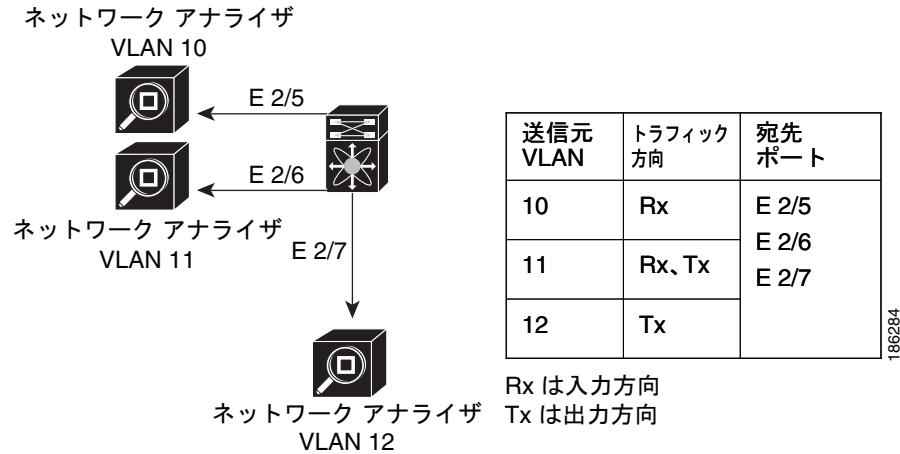 ネットワーク アナライザ
VLAN 10
E 2/5
E 2/6
ネットワーク アナライザ
VLAN 11
E 2/7
ネットワーク アナライザ
VLAN 12
送信元
VLAN
トラフィック
方向
宛先
ポート
10
Rx
E 2/5
E 2/6
E 2/7
11
Rx、Tx
12
Tx
186284
Rx は入力方向
Tx は出力方向